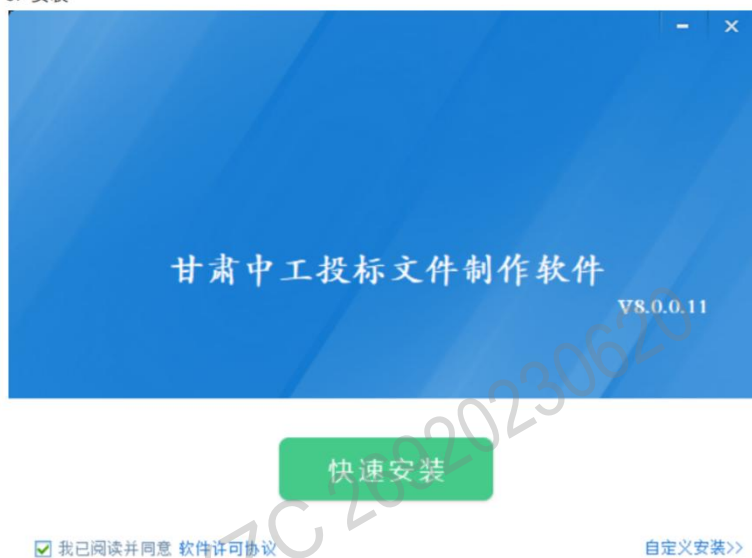 甘肃中工投标文件制作软件
V8.0.0.11
快速安装
我已阅读并同意 软件许可协议
自定义安装>>
ZC 26920230620